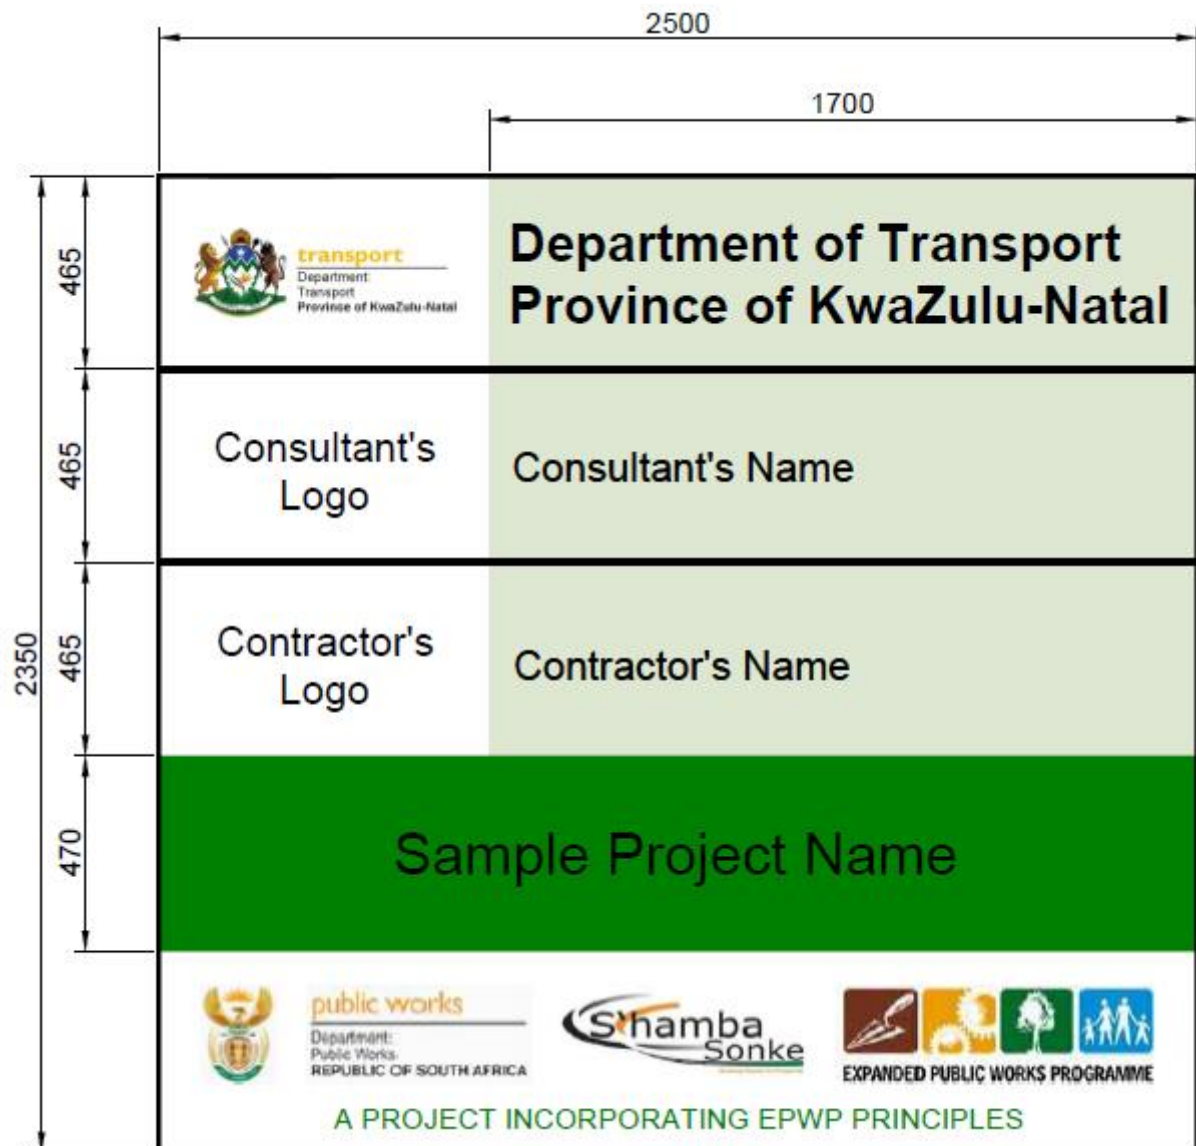 2500
1700
2350
465
transport
Department:
Transport
Province of KwaZulu-Natal
Department of Transport
Province of KwaZulu-Natal
465
Consultant's
Logo
Consultant's Name
465
Contractor's
Logo
Contractor's Name
470
Sample Project Name
public works
Department:
Public Works
REPUBLIC OF SOUTH AFRICA
S'hamba
Sonke
EXPANDED PUBLIC WORKS PROGRAMME
A PROJECT INCORPORATING EPWP PRINCIPLES